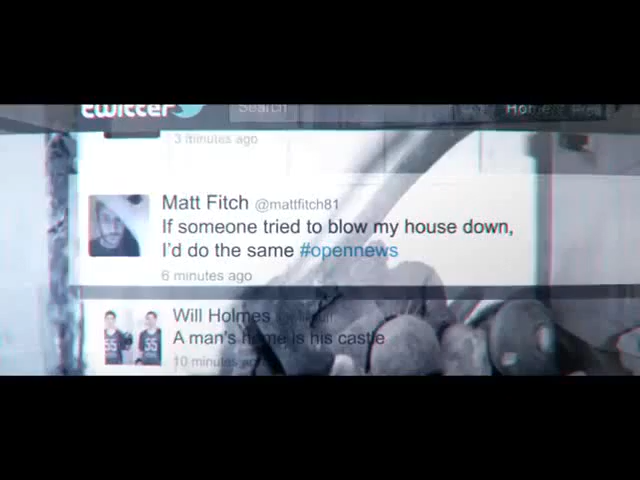 twitter
Search
Home
3 minutes ago
Matt Fitch @mattfitch81
If someone tried to blow my house down,
I'd do the same #opennews
6 minutes ago
Will Holmes
A man's home is his castle
10 minutes ago